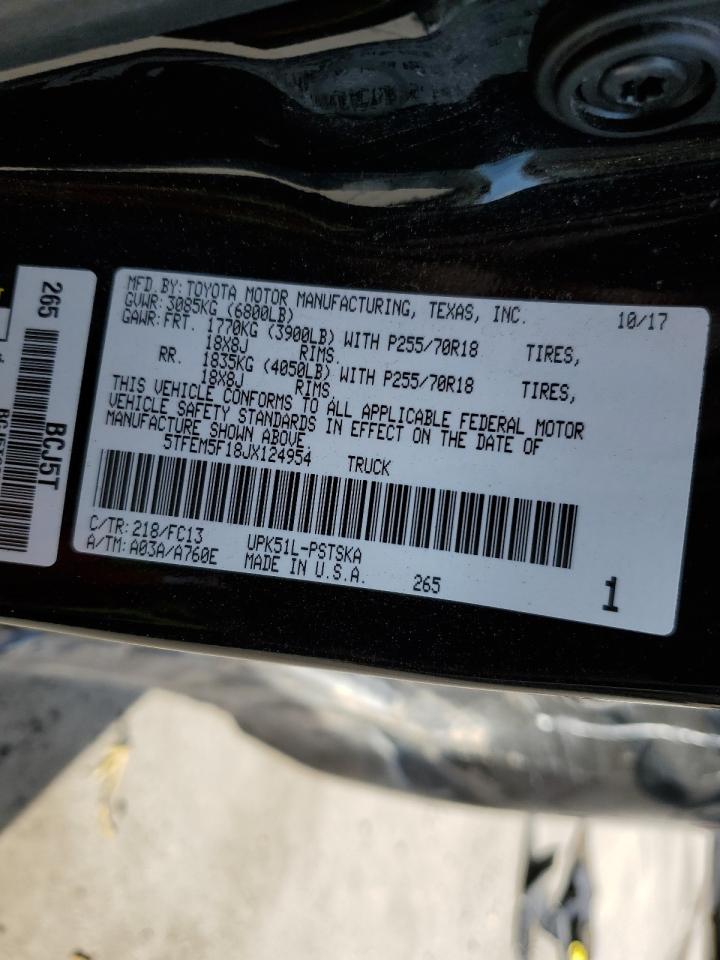 MFD.BY:TOYOTA MOTOR MANUFACTURING, TEXAS, INC. 10/17
GVWR:3085KG (6800LB)
GAWR:FRT. 1770KG (3900LB) WITH P255/70R18 TIRES,
18X8J RIMS.
RR. 1835KG (4050LB) WITH P255/70R18 TIRES,
18X8J RIMS,
THIS VEHICLE CONFORMS TO ALL APPLICABLE FEDERAL MOTOR
VEHICLE SAFETY STANDARDS IN EFFECT ON THE DATE OF
MANUFACTURE SHOWN ABOVE.
5TFEM5F18JX124954 TRUCK
C/TR:218/FC13 UPK51L-PSTSKA
A/TM:A03A/A760E MADE IN U.S.A. 265 1
265
BCJ5T